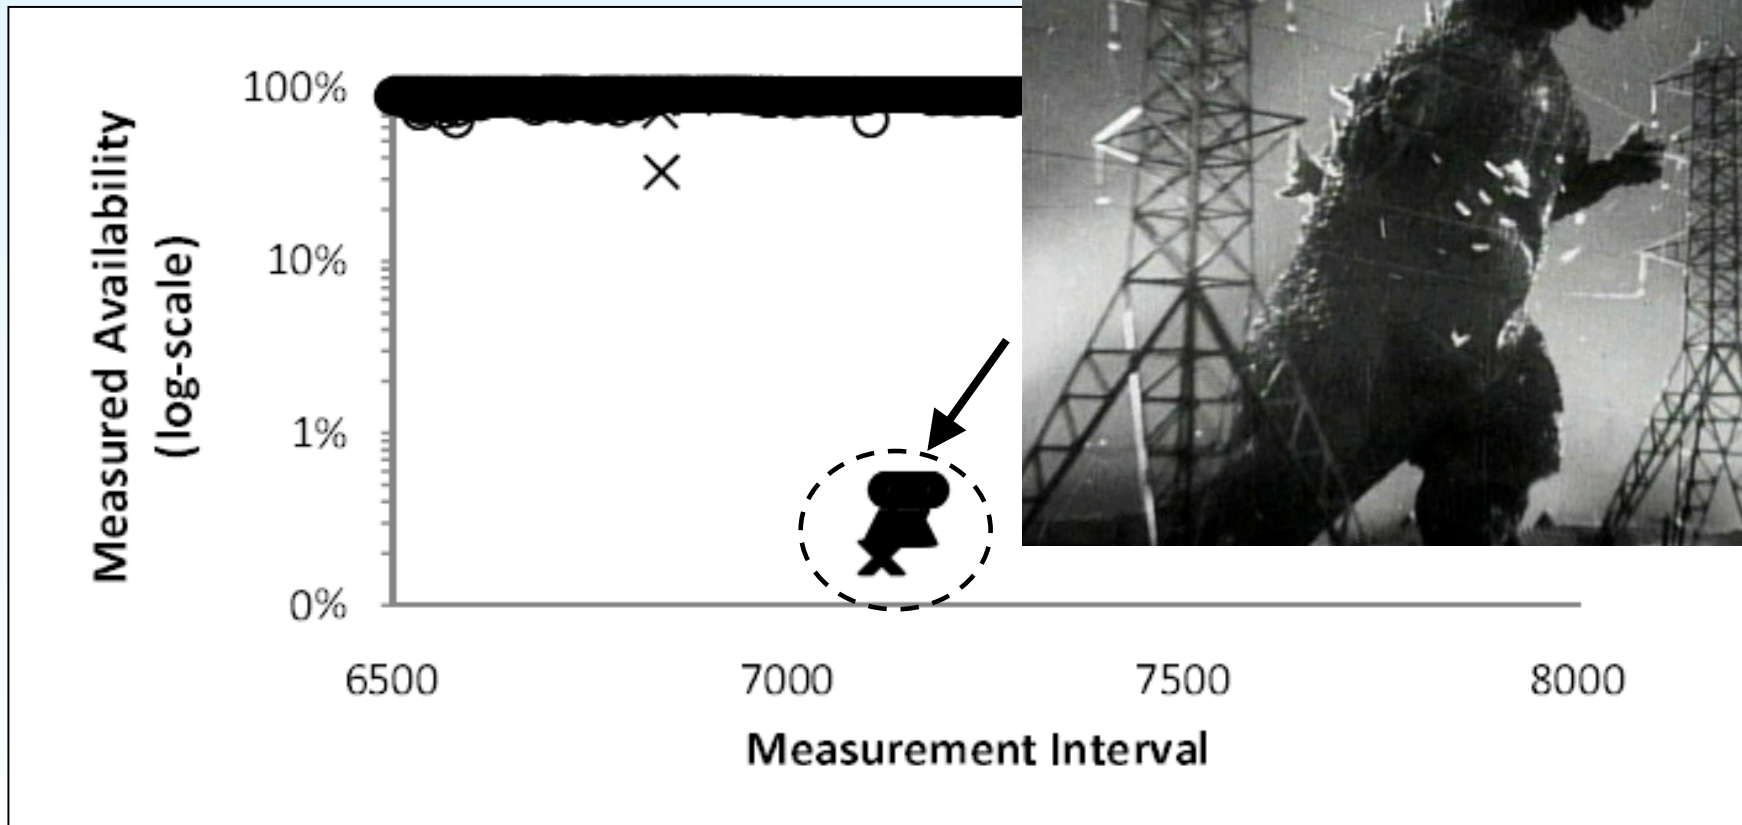 Measured Availability
(log-scale)
100%
10%
1%
0%
6500 7000 7500 8000
Measurement Interval